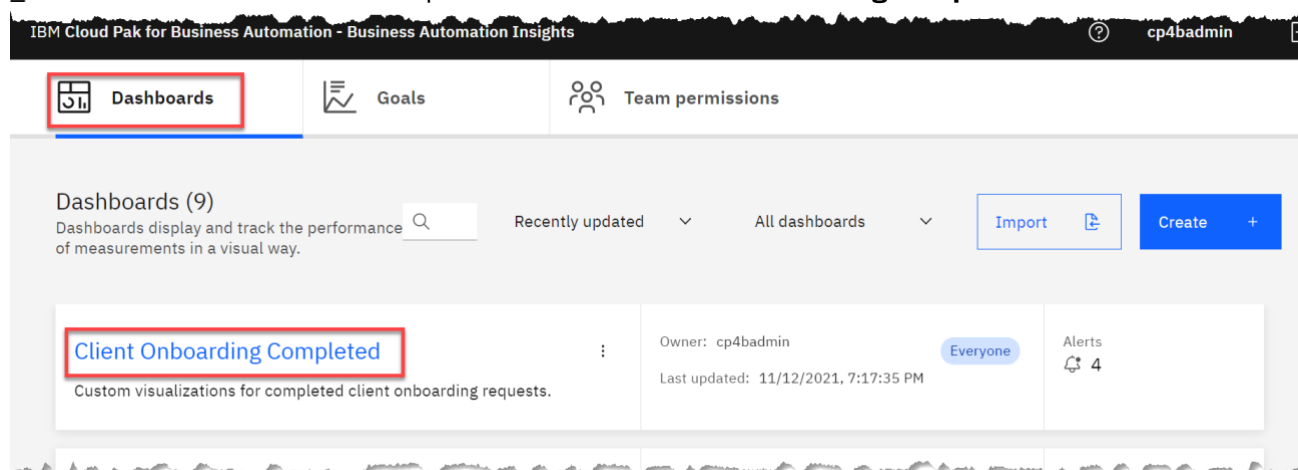 IBM Cloud Pak for Business Automation - Business Automation Insights
cp4badmin
Dashboards
Goals
Team permissions
Dashboards (9)
Dashboards display and track the performance
of measurements in a visual way.
Recently updated
All dashboards
Import
Create +
Client Onboarding Completed
Custom visualizations for completed client onboarding requests.
Owner: cp4badmin
Last updated: 11/12/2021, 7:17:35 PM
Everyone
Alerts
4